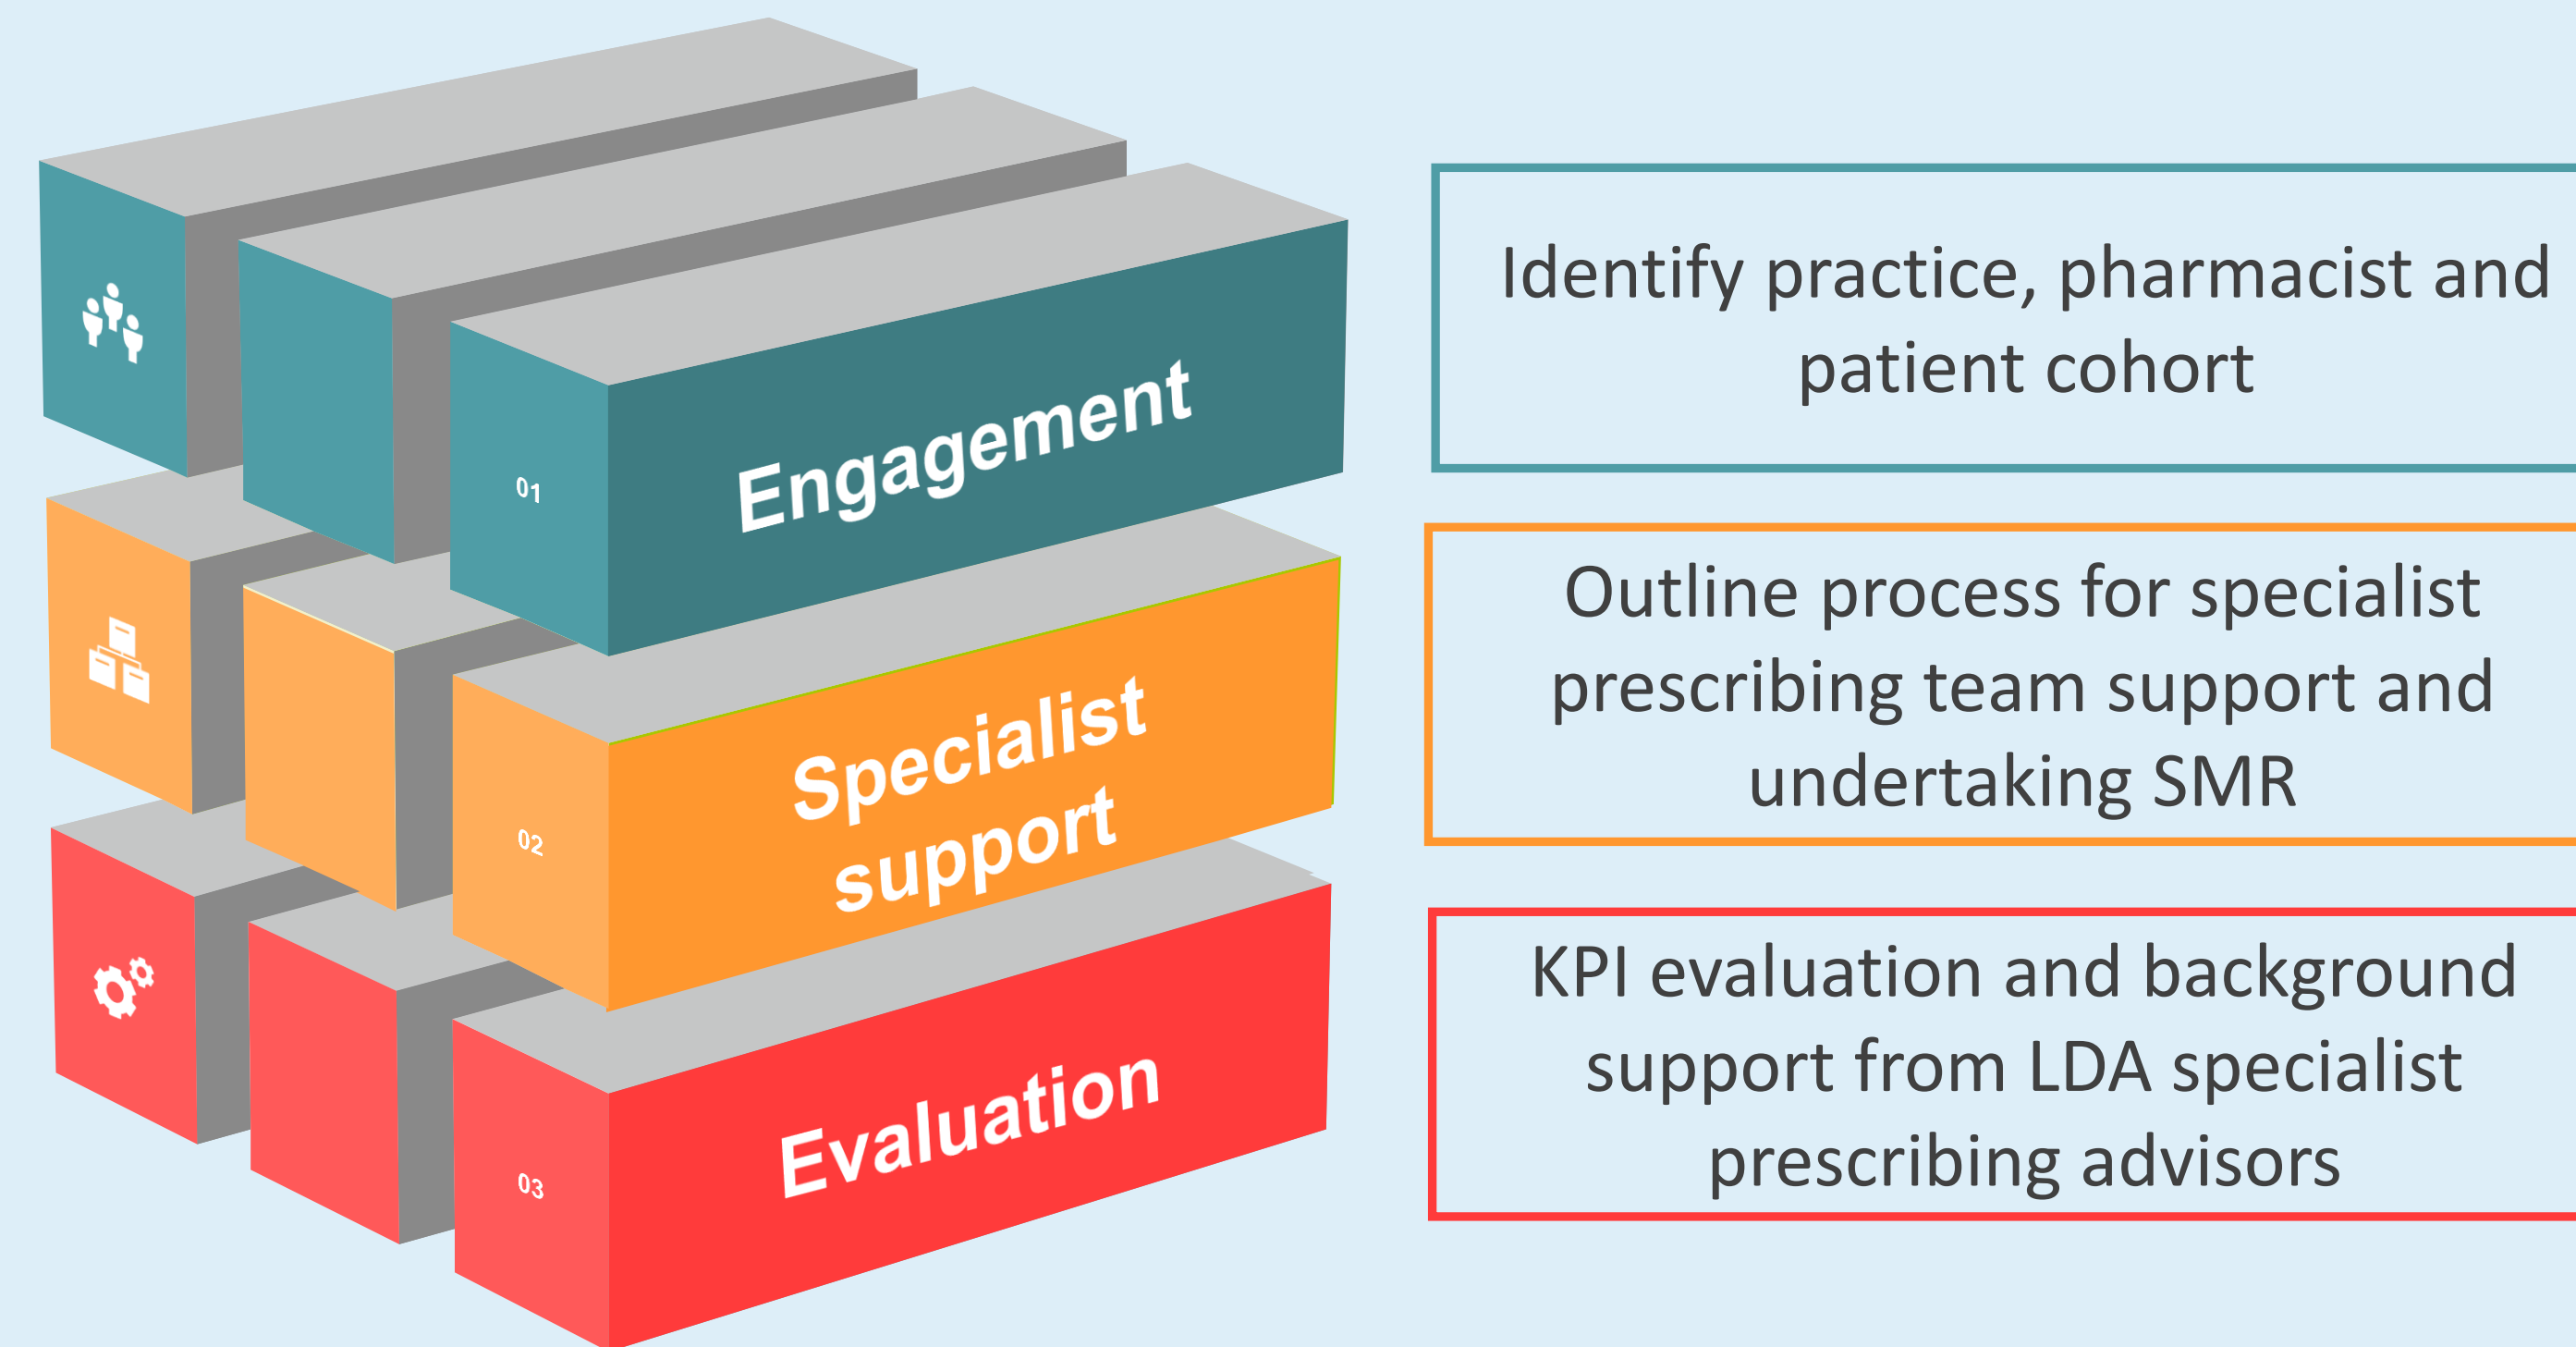 01
Engagement
Identify practice, pharmacist and
patient cohort
02
Specialist
support
Outline process for specialist
prescribing team support and
undertaking SMR
03
Evaluation
KPI evaluation and background
support from LDA specialist
prescribing advisors